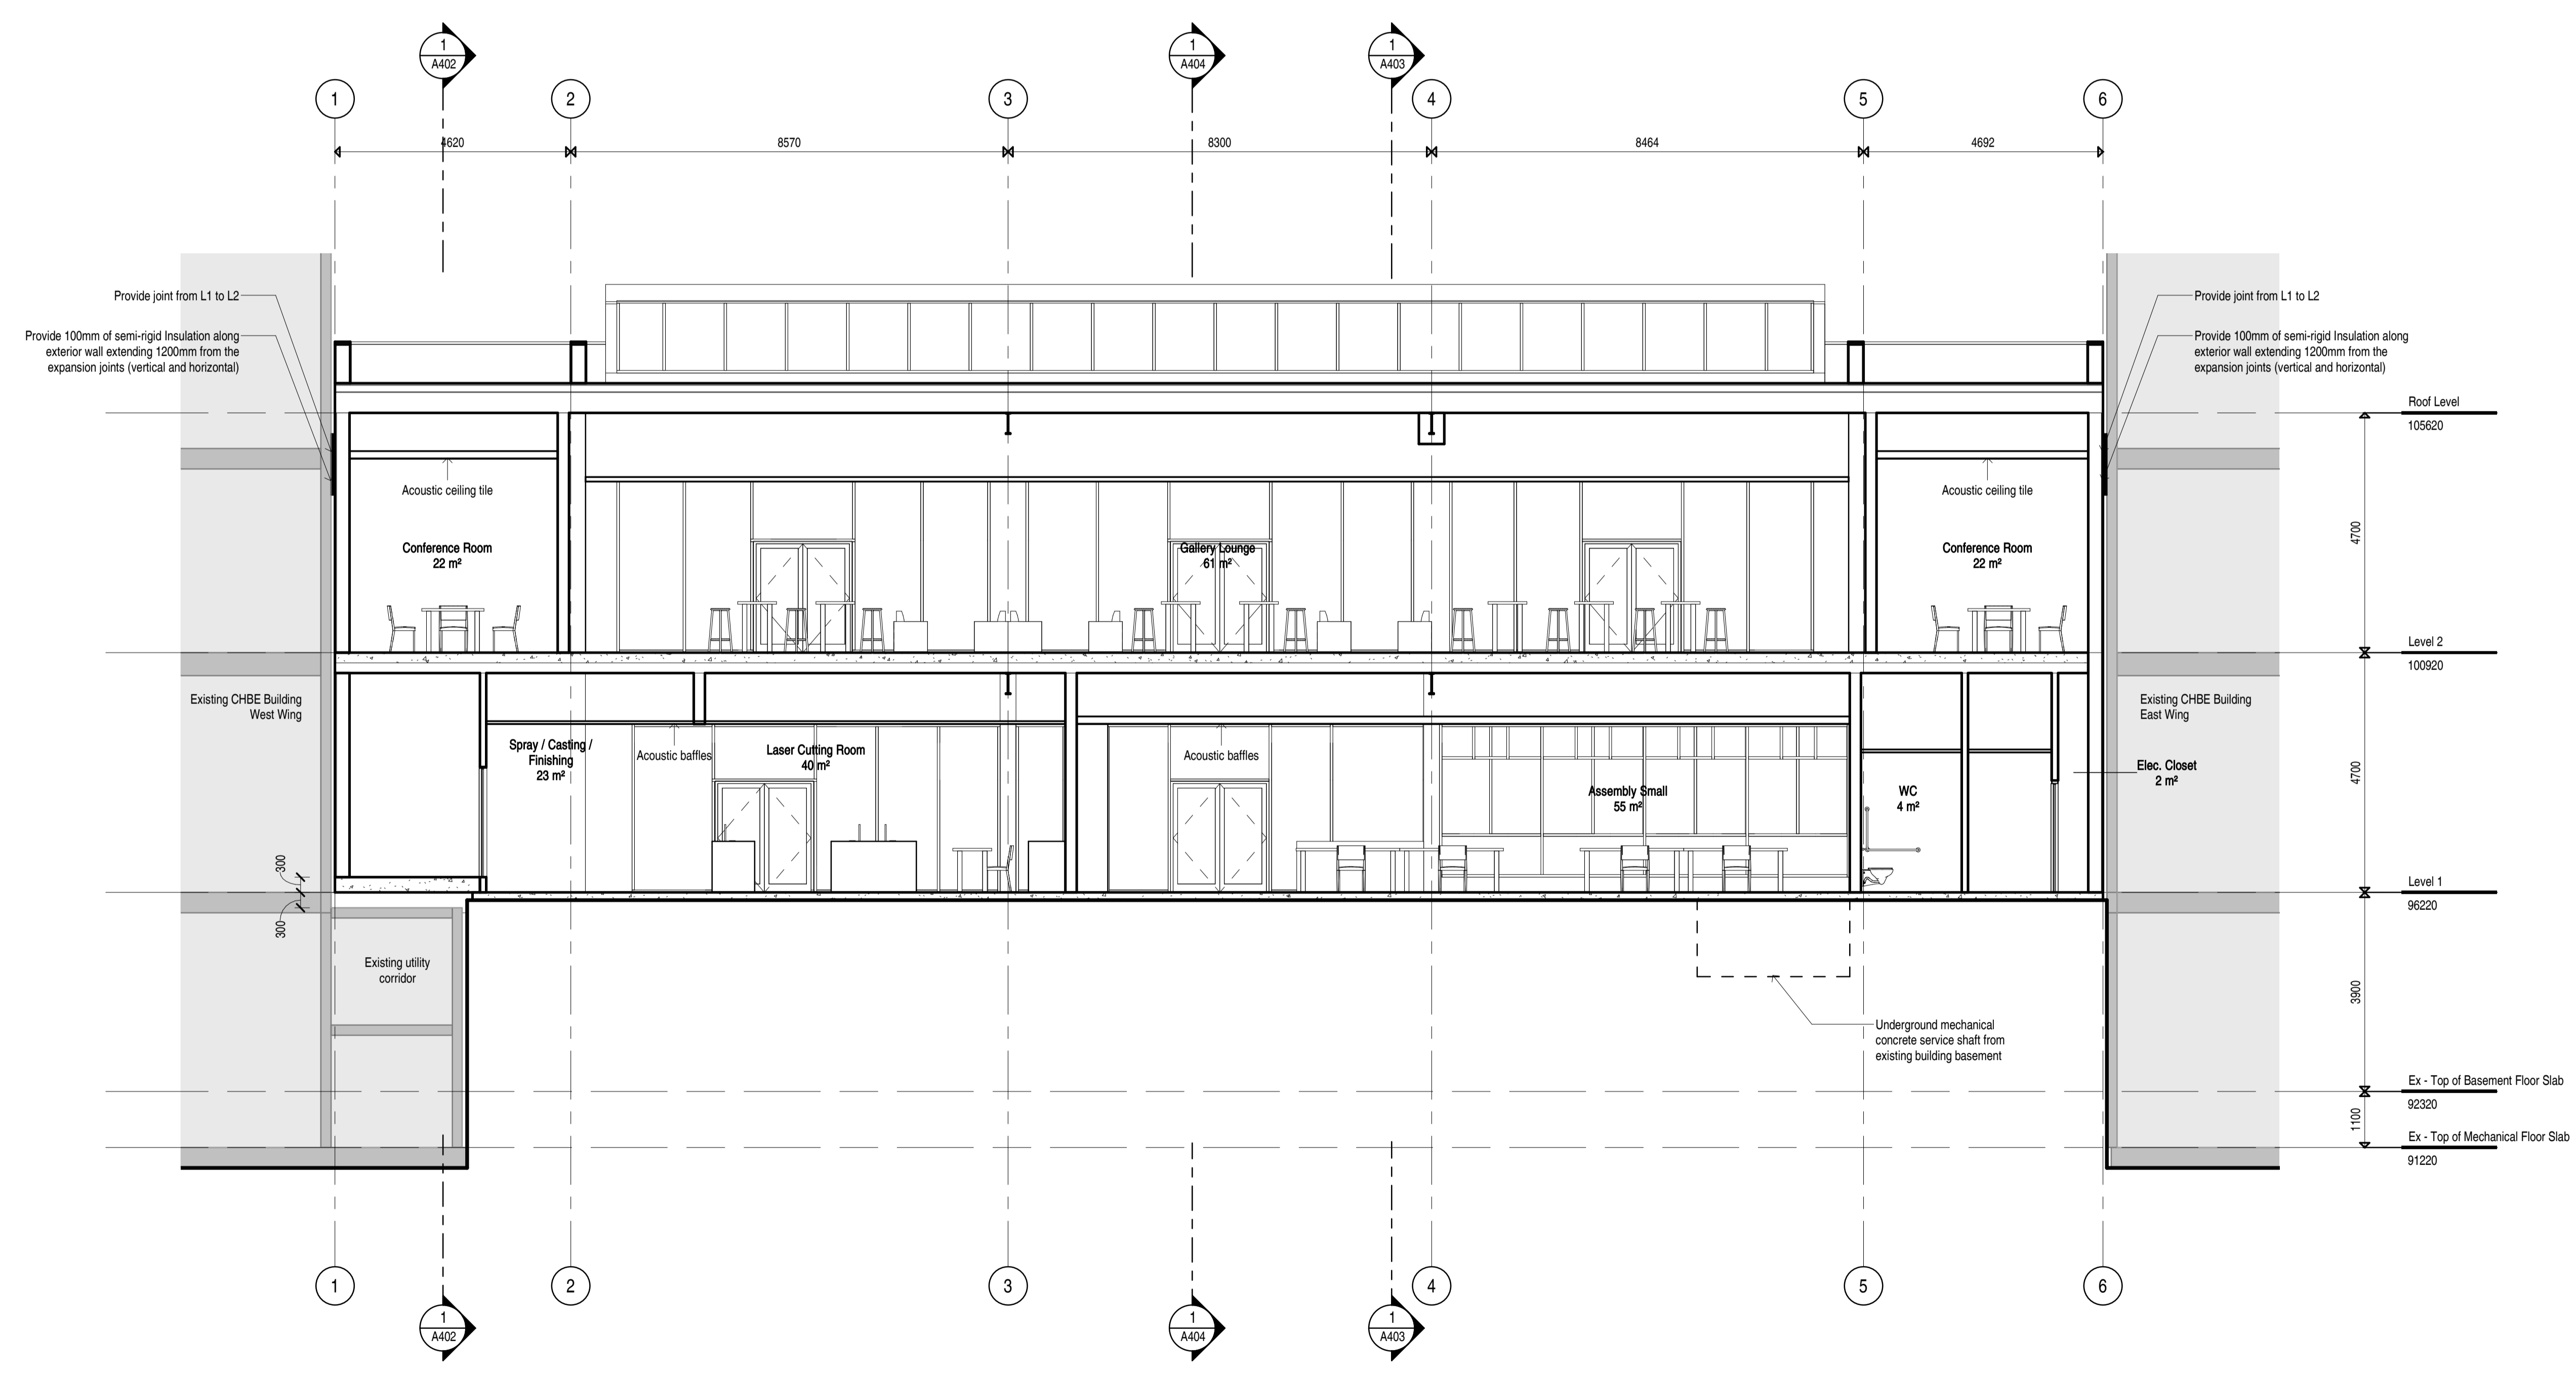 1
A402
1
A404
1
A403
1
2
3
4
5
6
4620
8570
8300
8464
4692
Provide joint from L1 to L2
Provide 100mm of semi-rigid Insulation along
exterior wall extending 1200mm from the
expansion joints (vertical and horizontal)
Provide joint from L1 to L2
Provide 100mm of semi-rigid Insulation along
exterior wall extending 1200mm from the
expansion joints (vertical and horizontal)
Roof Level
105620
Acoustic ceiling tile
Acoustic ceiling tile
4700
Conference Room
22 m²
Gallery Lounge
61 m²
Conference Room
22 m²
Level 2
100920
Existing CHBE Building
West Wing
Existing CHBE Building
East Wing
Spray / Casting /
Finishing
23 m²
Acoustic baffles
Laser Cutting Room
40 m²
Acoustic baffles
Assembly Small
55 m²
WC
4 m²
Elec. Closet
2 m²
4700
300
300
Level 1
96220
Existing utility
corridor
3900
Underground mechanical
concrete service shaft from
existing building basement
Ex - Top of Basement Floor Slab
92320
1100
Ex - Top of Mechanical Floor Slab
91220
1
2
3
4
5
6
1
A402
1
A404
1
A403